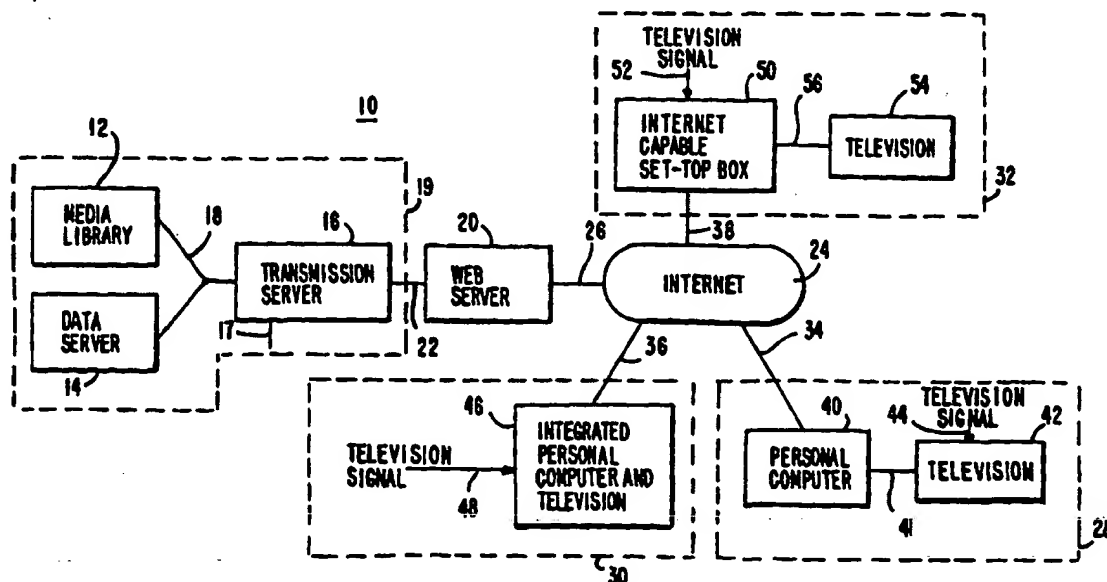 TELEVISION
SIGNAL
52
50
56
54
10
12
INTERNET
CAPABLE
SET-TOP BOX
TELEVISION
32
19
MEDIA
LIBRARY
18
16
20
26
38
24
TRANSMISSION
SERVER
WEB
SERVER
INTERNET
DATA
SERVER
17
22
14
36
34
46
40
TELEVISION
SIGNAL
44
42
INTEGRATED
PERSONAL
COMPUTER AND
TELEVISION
TELEVISION
SIGNAL
48
PERSONAL
COMPUTER
TELEVISION
41
30